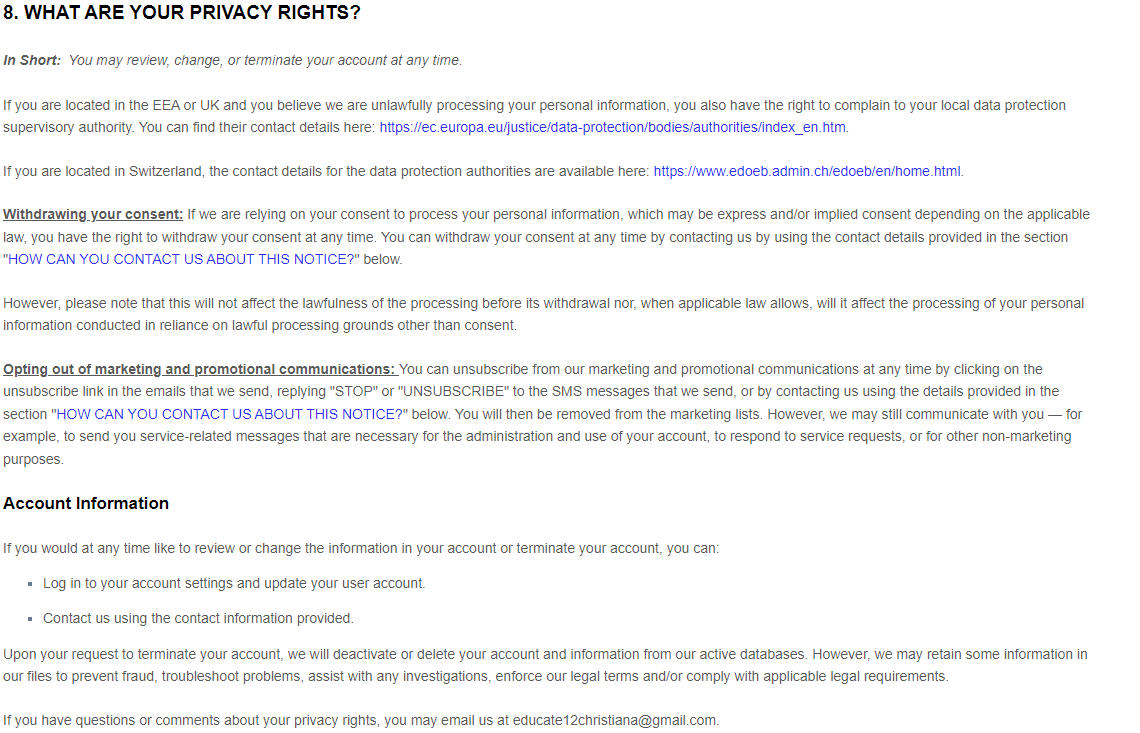 8. WHAT ARE YOUR PRIVACY RIGHTS?
In Short: You may review, change, or terminate your account at any time.
If you are located in the EEA or UK and you believe we are unlawfully processing your personal information, you also have the right to complain to your local data protection
supervisory authority. You can find their contact details here: https://ec.europa.eu/justice/data-protection/bodies/authorities/index_en.htm.
If you are located in Switzerland, the contact details for the data protection authorities are available here: https://www.edoeb.admin.ch/edoeb/en/home.html.
Withdrawing your consent: If we are relying on your consent to process your personal information, which may be express and/or implied consent depending on the applicable
law, you have the right to withdraw your consent at any time. You can withdraw your consent at any time by contacting us by using the contact details provided in the section
"HOW CAN YOU CONTACT US ABOUT THIS NOTICE?" below.
However, please note that this will not affect the lawfulness of the processing before its withdrawal nor, when applicable law allows, will it affect the processing of your personal
information conducted in reliance on lawful processing grounds other than consent.
Opting out of marketing and promotional communications: You can unsubscribe from our marketing and promotional communications at any time by clicking on the
unsubscribe link in the emails that we send, replying "STOP" or "UNSUBSCRIBE" to the SMS messages that we send, or by contacting us using the details provided in the
section "HOW CAN YOU CONTACT US ABOUT THIS NOTICE?" below. You will then be removed from the marketing lists. However, we may still communicate with you — for
example, to send you service-related messages that are necessary for the administration and use of your account, to respond to service requests, or for other non-marketing
purposes.
Account Information
If you would at any time like to review or change the information in your account or terminate your account, you can:
▪ Log in to your account settings and update your user account.
▪ Contact us using the contact information provided.
Upon your request to terminate your account, we will deactivate or delete your account and information from our active databases. However, we may retain some information in
our files to prevent fraud, troubleshoot problems, assist with any investigations, enforce our legal terms and/or comply with applicable legal requirements.
If you have questions or comments about your privacy rights, you may email us at educate12christiana@gmail.com.